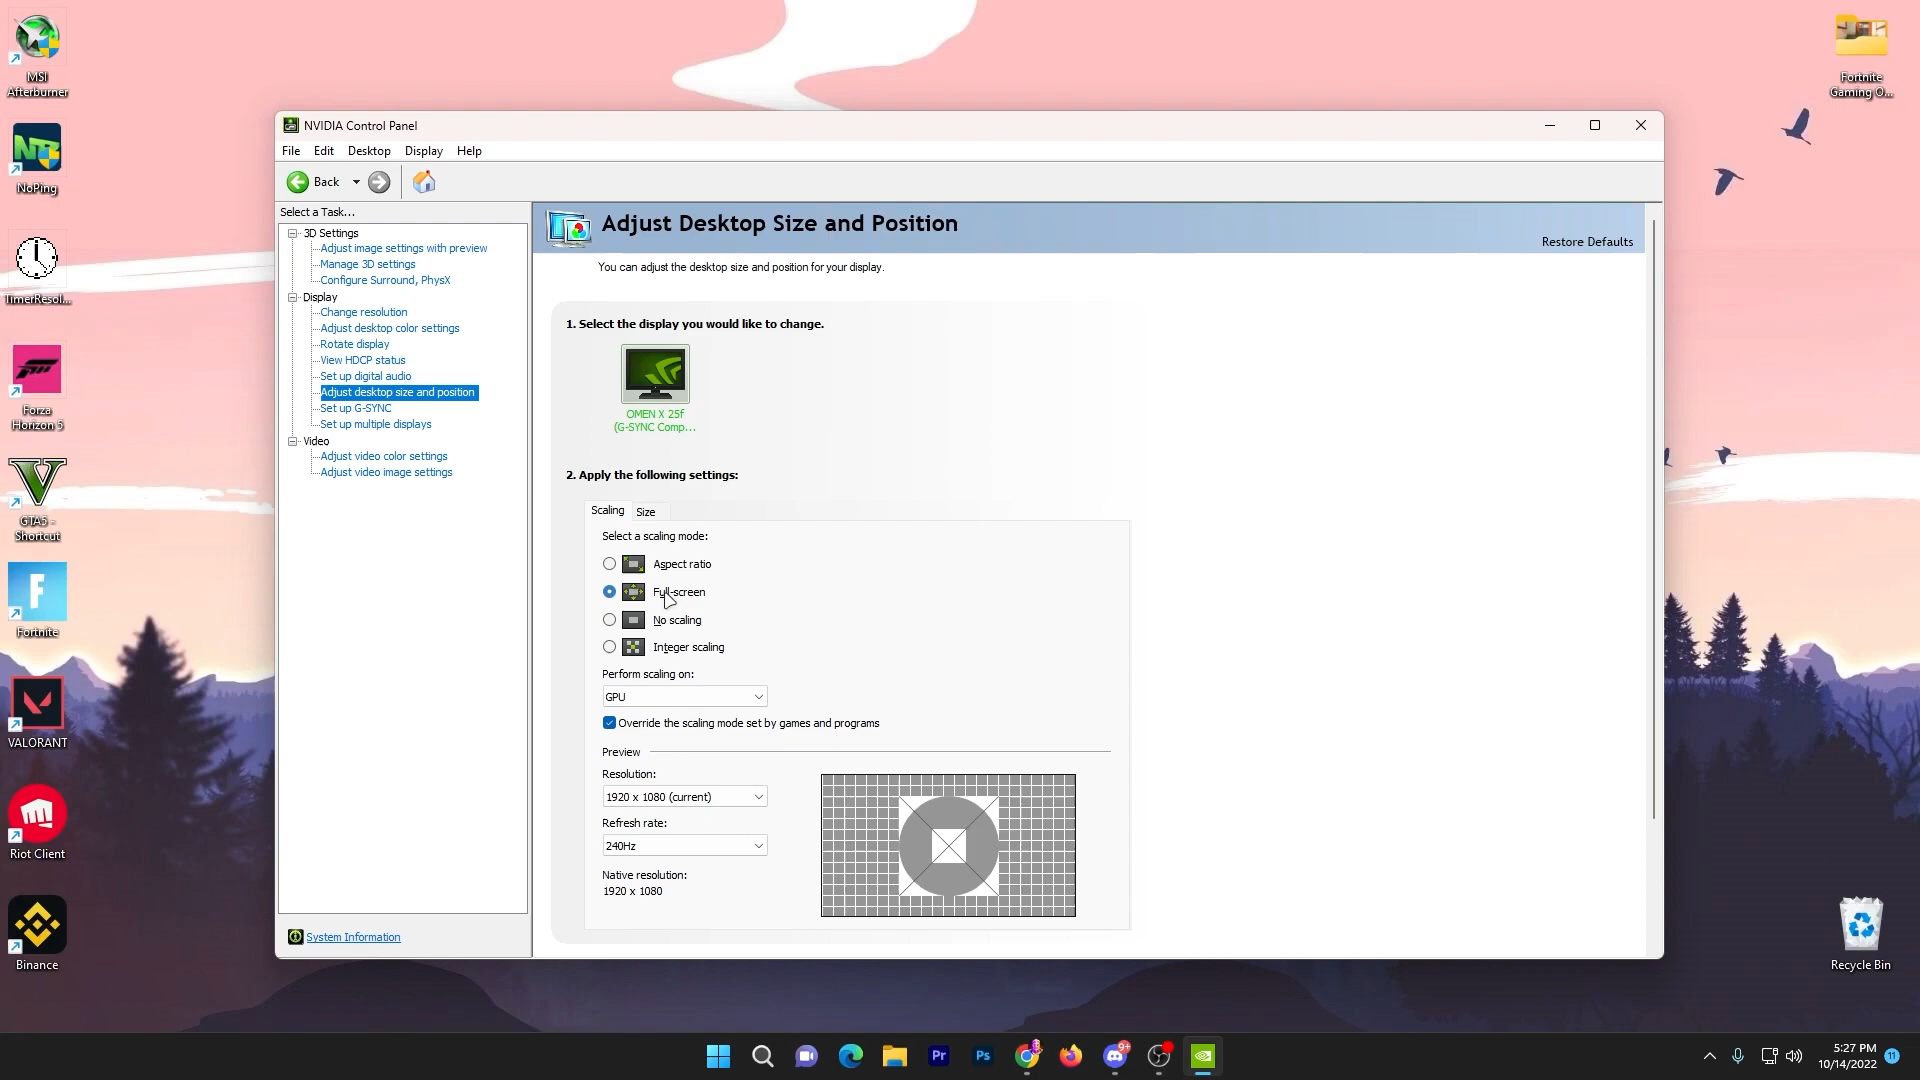 MSI
Afterburner
NoPing
TimerResol...
Forza
Horizon 5
GTA5 -
Shortcut
Fortnite
VALORANT
Riot Client
Binance
Fortnite
Gaming O...
Recycle Bin
NVIDIA Control Panel
File Edit Desktop Display Help
Back
Select a Task...
3D Settings
Adjust image settings with preview
Manage 3D settings
Configure Surround, PhysX
Display
Change resolution
Adjust desktop color settings
Rotate display
View HDCP status
Set up digital audio
Adjust desktop size and position
Set up G-SYNC
Set up multiple displays
Video
Adjust video color settings
Adjust video image settings
System Information
Adjust Desktop Size and Position
Restore Defaults
You can adjust the desktop size and position for your display.
1. Select the display you would like to change.
OMEN X 25f
(G-SYNC Comp...
2. Apply the following settings:
Scaling Size
Select a scaling mode:
Aspect ratio
Full-screen
No scaling
Integer scaling
Perform scaling on:
GPU
Override the scaling mode set by games and programs
Preview
Resolution:
1920 x 1080 (current)
Refresh rate:
240Hz
Native resolution:
1920 x 1080
Pr
Ps
9+
5:27 PM
10/14/2022
11